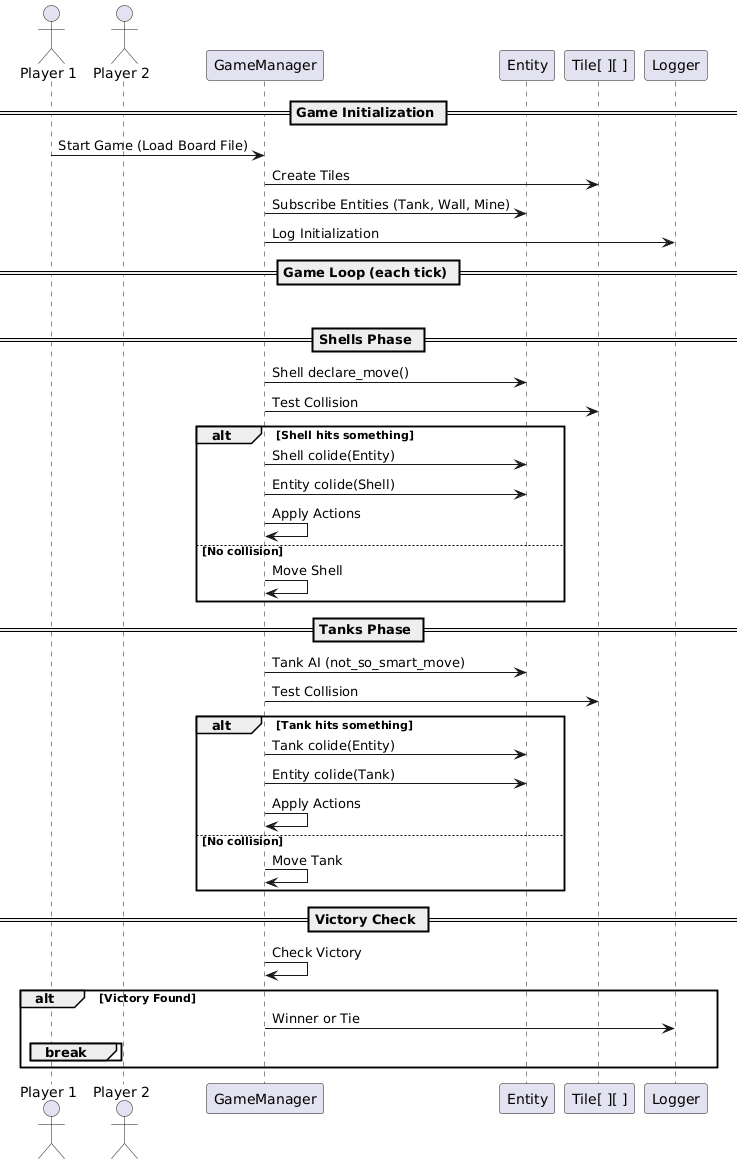 Player 1 Player 2 GameManager Entity Tile[ ][ ] Logger
Game Initialization
Start Game (Load Board File)
Create Tiles
Subscribe Entities (Tank, Wall, Mine)
Log Initialization
Game Loop (each tick)
Shells Phase
Shell declare_move()
Test Collision
alt [Shell hits something]
Shell colide(Entity)
Entity colide(Shell)
Apply Actions
[No collision]
Move Shell
Tanks Phase
Tank AI (not_so_smart_move)
Test Collision
alt [Tank hits something]
Tank colide(Entity)
Entity colide(Tank)
Apply Actions
[No collision]
Move Tank
Victory Check
Check Victory
alt [Victory Found]
Winner or Tie
break
Player 1 Player 2 GameManager Entity Tile[ ][ ] Logger